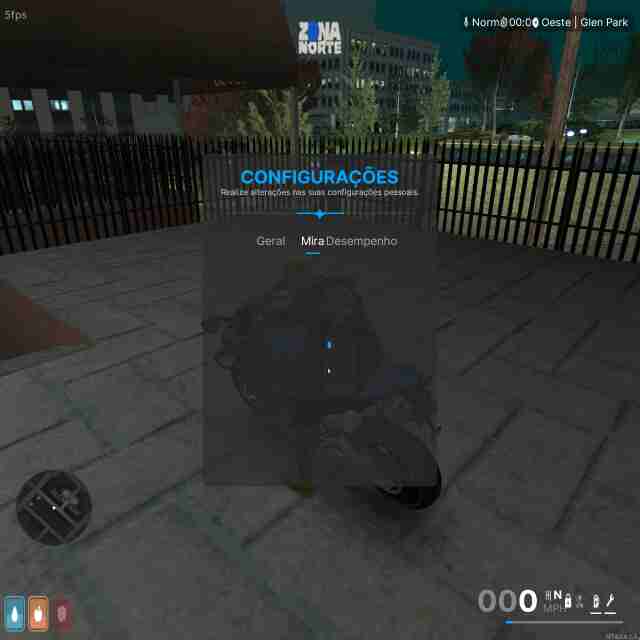 5fps
ZONA
NORTE
Norm 00:0 Oeste | Glen Park
CONFIGURAÇÕES
Realize alterações nas suas configurações pessoais.
Geral Mira Desempenho
000 N
MPH